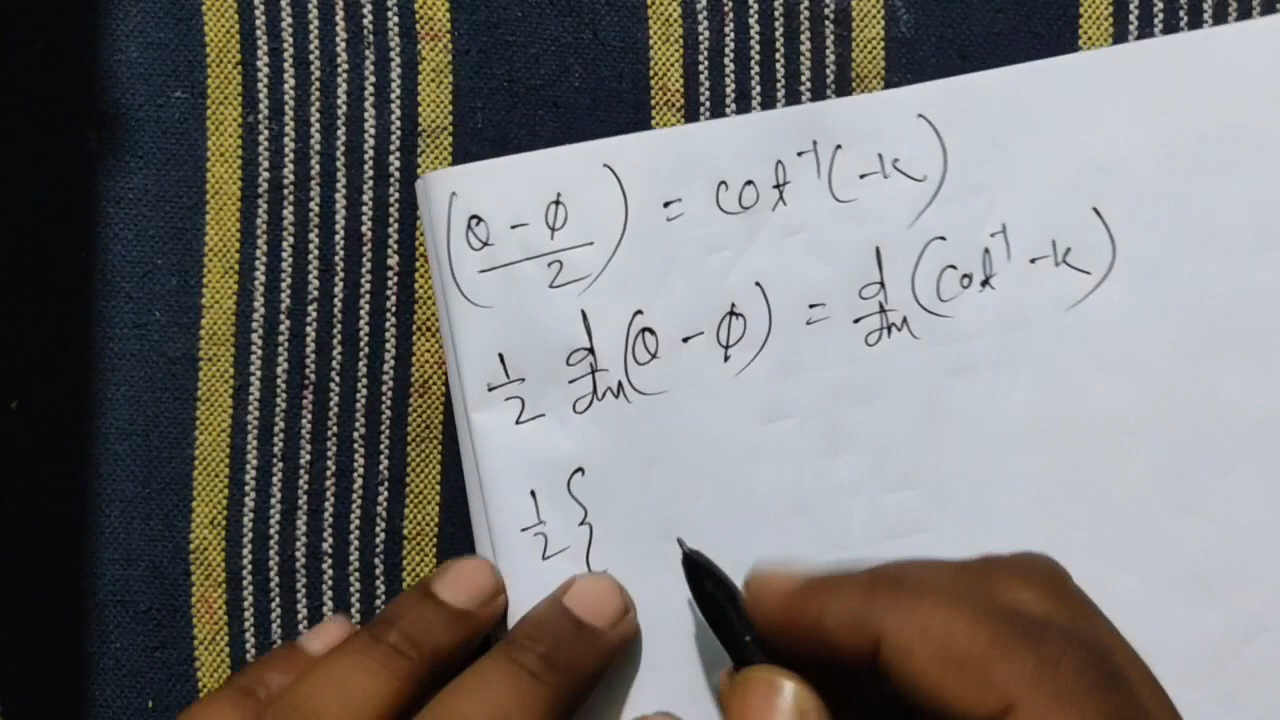 (θ - φ / 2) = cot⁻¹(-k)
1/2 d/dx(θ - φ) = d/dx(cot⁻¹ -k)
1/2 {